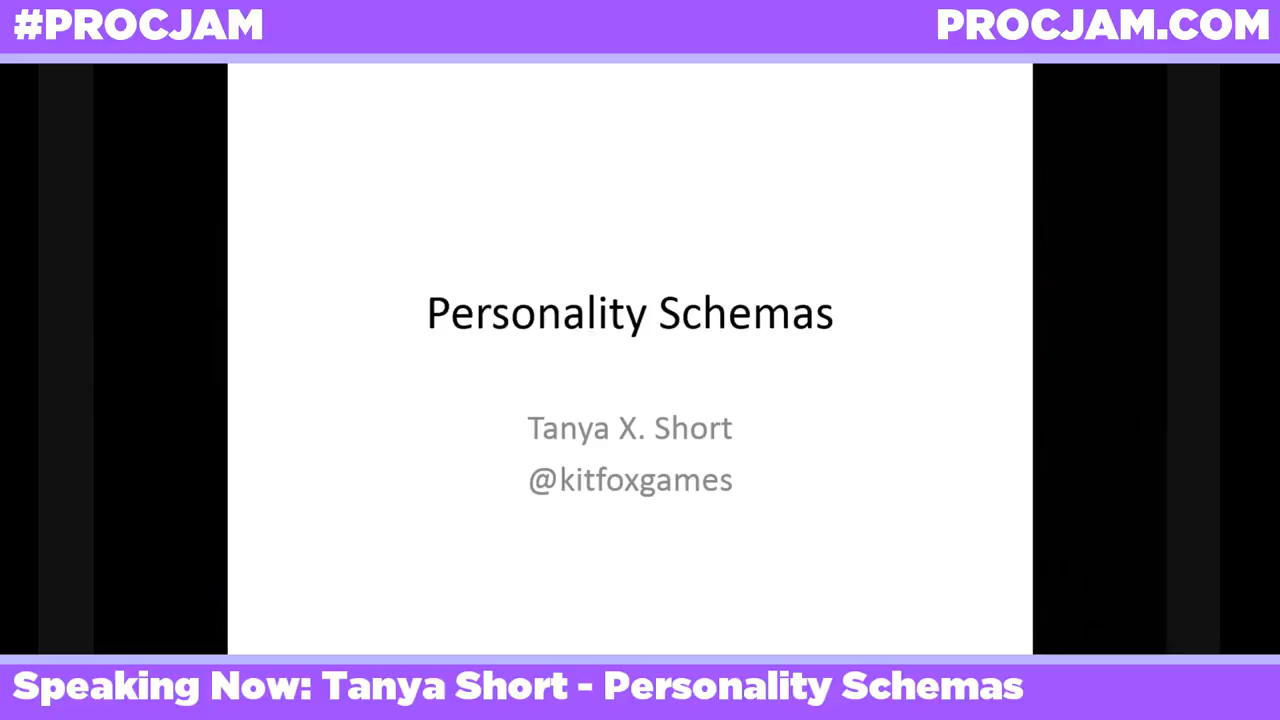 #PROCJAM
PROCJAM.COM
Personality Schemas
Tanya X. Short
@kitfoxgames
Speaking Now: Tanya Short - Personality Schemas